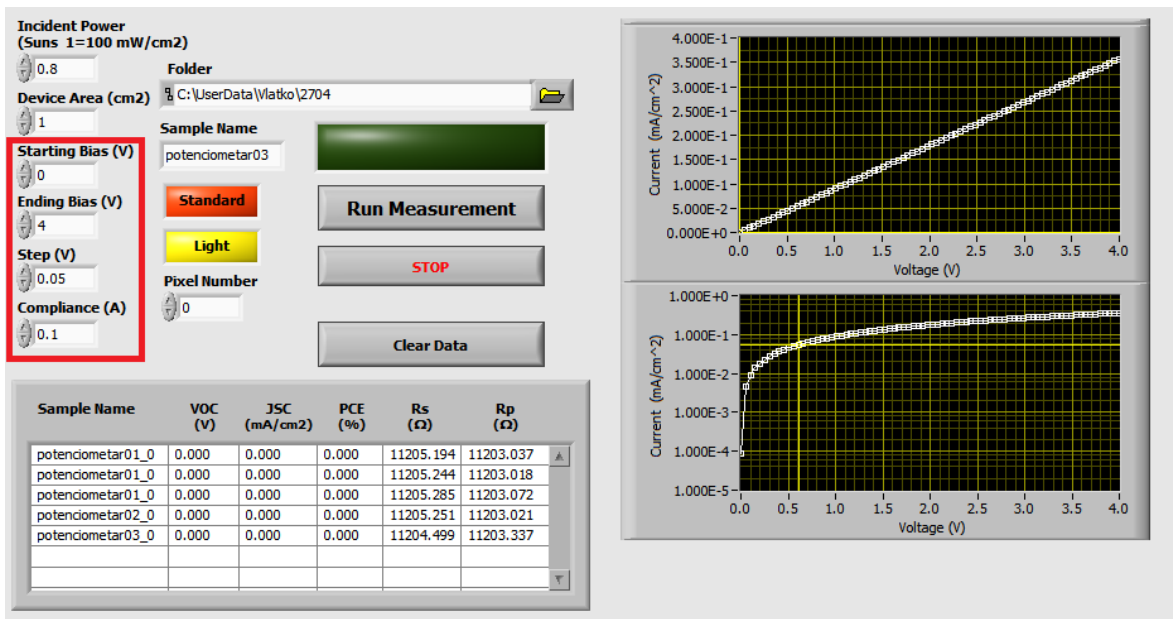 Incident Power
(Suns 1=100 mW/cm2)
0.8
Device Area (cm2)
1
Starting Bias (V)
0
Ending Bias (V)
4
Step (V)
0.05
Compliance (A)
0.1
Folder
C:\UserData\Vlatko\2704
Sample Name
potenciometar03
Standard
Light
Pixel Number
0
Run Measurement
STOP
Clear Data
Sample Name VOC (V) JSC (mA/cm2) PCE (%) Rs (Ω) Rp (Ω)
potenciometar01_0 0.000 0.000 0.000 11205.194 11203.037
potenciometar01_0 0.000 0.000 0.000 11205.244 11203.018
potenciometar01_0 0.000 0.000 0.000 11205.285 11203.072
potenciometar02_0 0.000 0.000 0.000 11205.251 11203.021
potenciometar03_0 0.000 0.000 0.000 11204.499 11203.337
Current (mA/cm^2)
4.000E-1
3.500E-1
3.000E-1
2.500E-1
2.000E-1
1.500E-1
1.000E-1
5.000E-2
0.000E+0
0.0 0.5 1.0 1.5 2.0 2.5 3.0 3.5 4.0
Voltage (V)
Current (mA/cm^2)
1.000E+0
1.000E-1
1.000E-2
1.000E-3
1.000E-4
1.000E-5
0.0 0.5 1.0 1.5 2.0 2.5 3.0 3.5 4.0
Voltage (V)